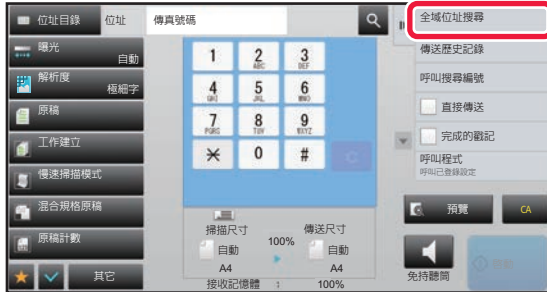 位址目錄
位址
傳真號碼
全域位址搜尋
曝光
自動
傳送歷史記錄
解析度
極細字
呼叫搜尋編號
原稿
直接傳送
工作建立
完成的戳記
慢速掃描模式
呼叫程式
呼叫已登錄設定
混合規格原稿
原稿計數
其它
1
2
ABC
3
DEF
4
GHI
5
JKL
6
MNO
7
PQRS
8
TUV
9
WXYZ
0
#
C
掃描尺寸
傳送尺寸
自動
100%
自動
A4
A4
接收記憶體 : 100%
預覽
CA
免持聽筒